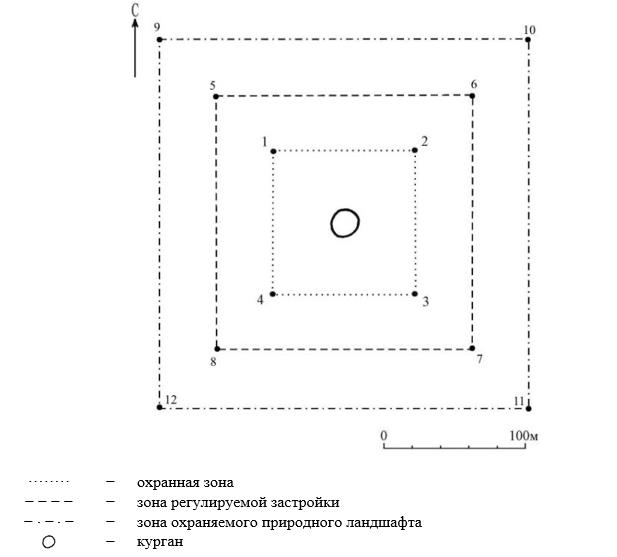 С
9
10
5
6
1
2
4
3
8
7
12
11
0 100м
– охранная зона
– зона регулируемой застройки
– зона охраняемого природного ландшафта
– курган